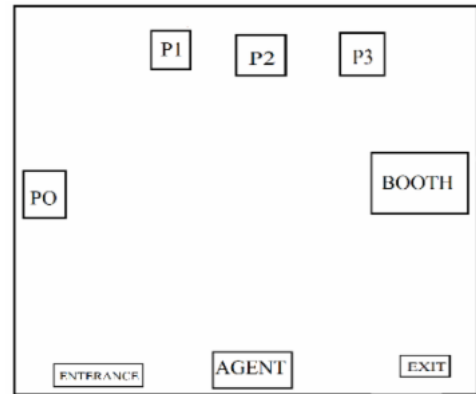 P1
P2
P3
PO
BOOTH
ENTERANCE
AGENT
EXIT